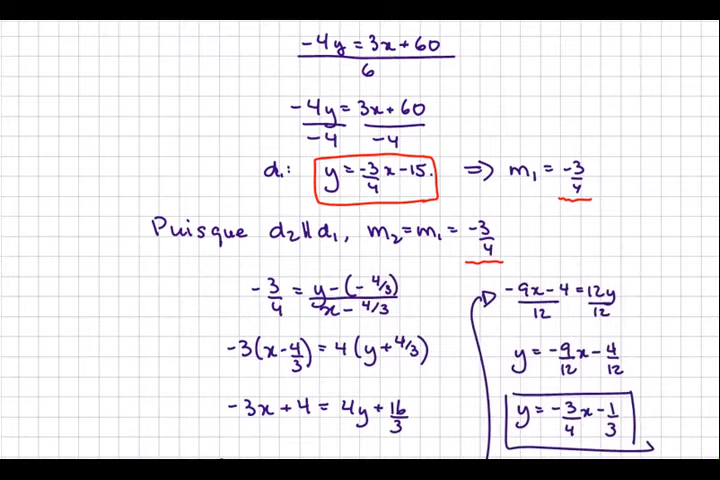 -4y = 3x + 60
6
-4y = 3x + 60
-4 -4
d₁: y = -3/4 x - 15. ⇒ m₁ = -3/4
Puisque d₂ ∥ d₁, m₂ = m₁ = -3/4
-3/4 = y - (-4/3) / x - 4/3
-3(x - 4/3) = 4(y + 4/3)
-3x + 4 = 4y + 16/3
-9x - 4 = 12y
12 12
y = -9/12 x - 4/12
y = -3/4 x - 1/3